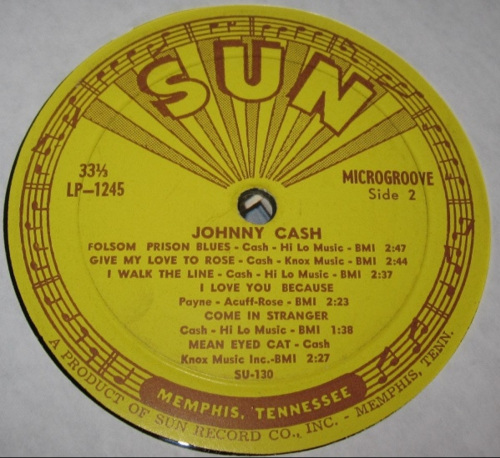 SUN
33⅓
LP-1245
MICROGROOVE
Side 2
JOHNNY CASH
FOLSOM PRISON BLUES - Cash - Hi Lo Music - BMI 2:47
GIVE MY LOVE TO ROSE - Cash - Knox Music - BMI 2:44
I WALK THE LINE - Cash - Hi Lo Music - BMI 2:37
I LOVE YOU BECAUSE
Payne - Acuff-Rose - BMI 2:23
COME IN STRANGER
Cash - Hi Lo Music - BMI 1:38
MEAN EYED CAT - Cash
Knox Music Inc.-BMI 2:27
SU-130
MEMPHIS, TENNESSEE
A PRODUCT OF SUN RECORD CO., INC. - MEMPHIS, TENN.